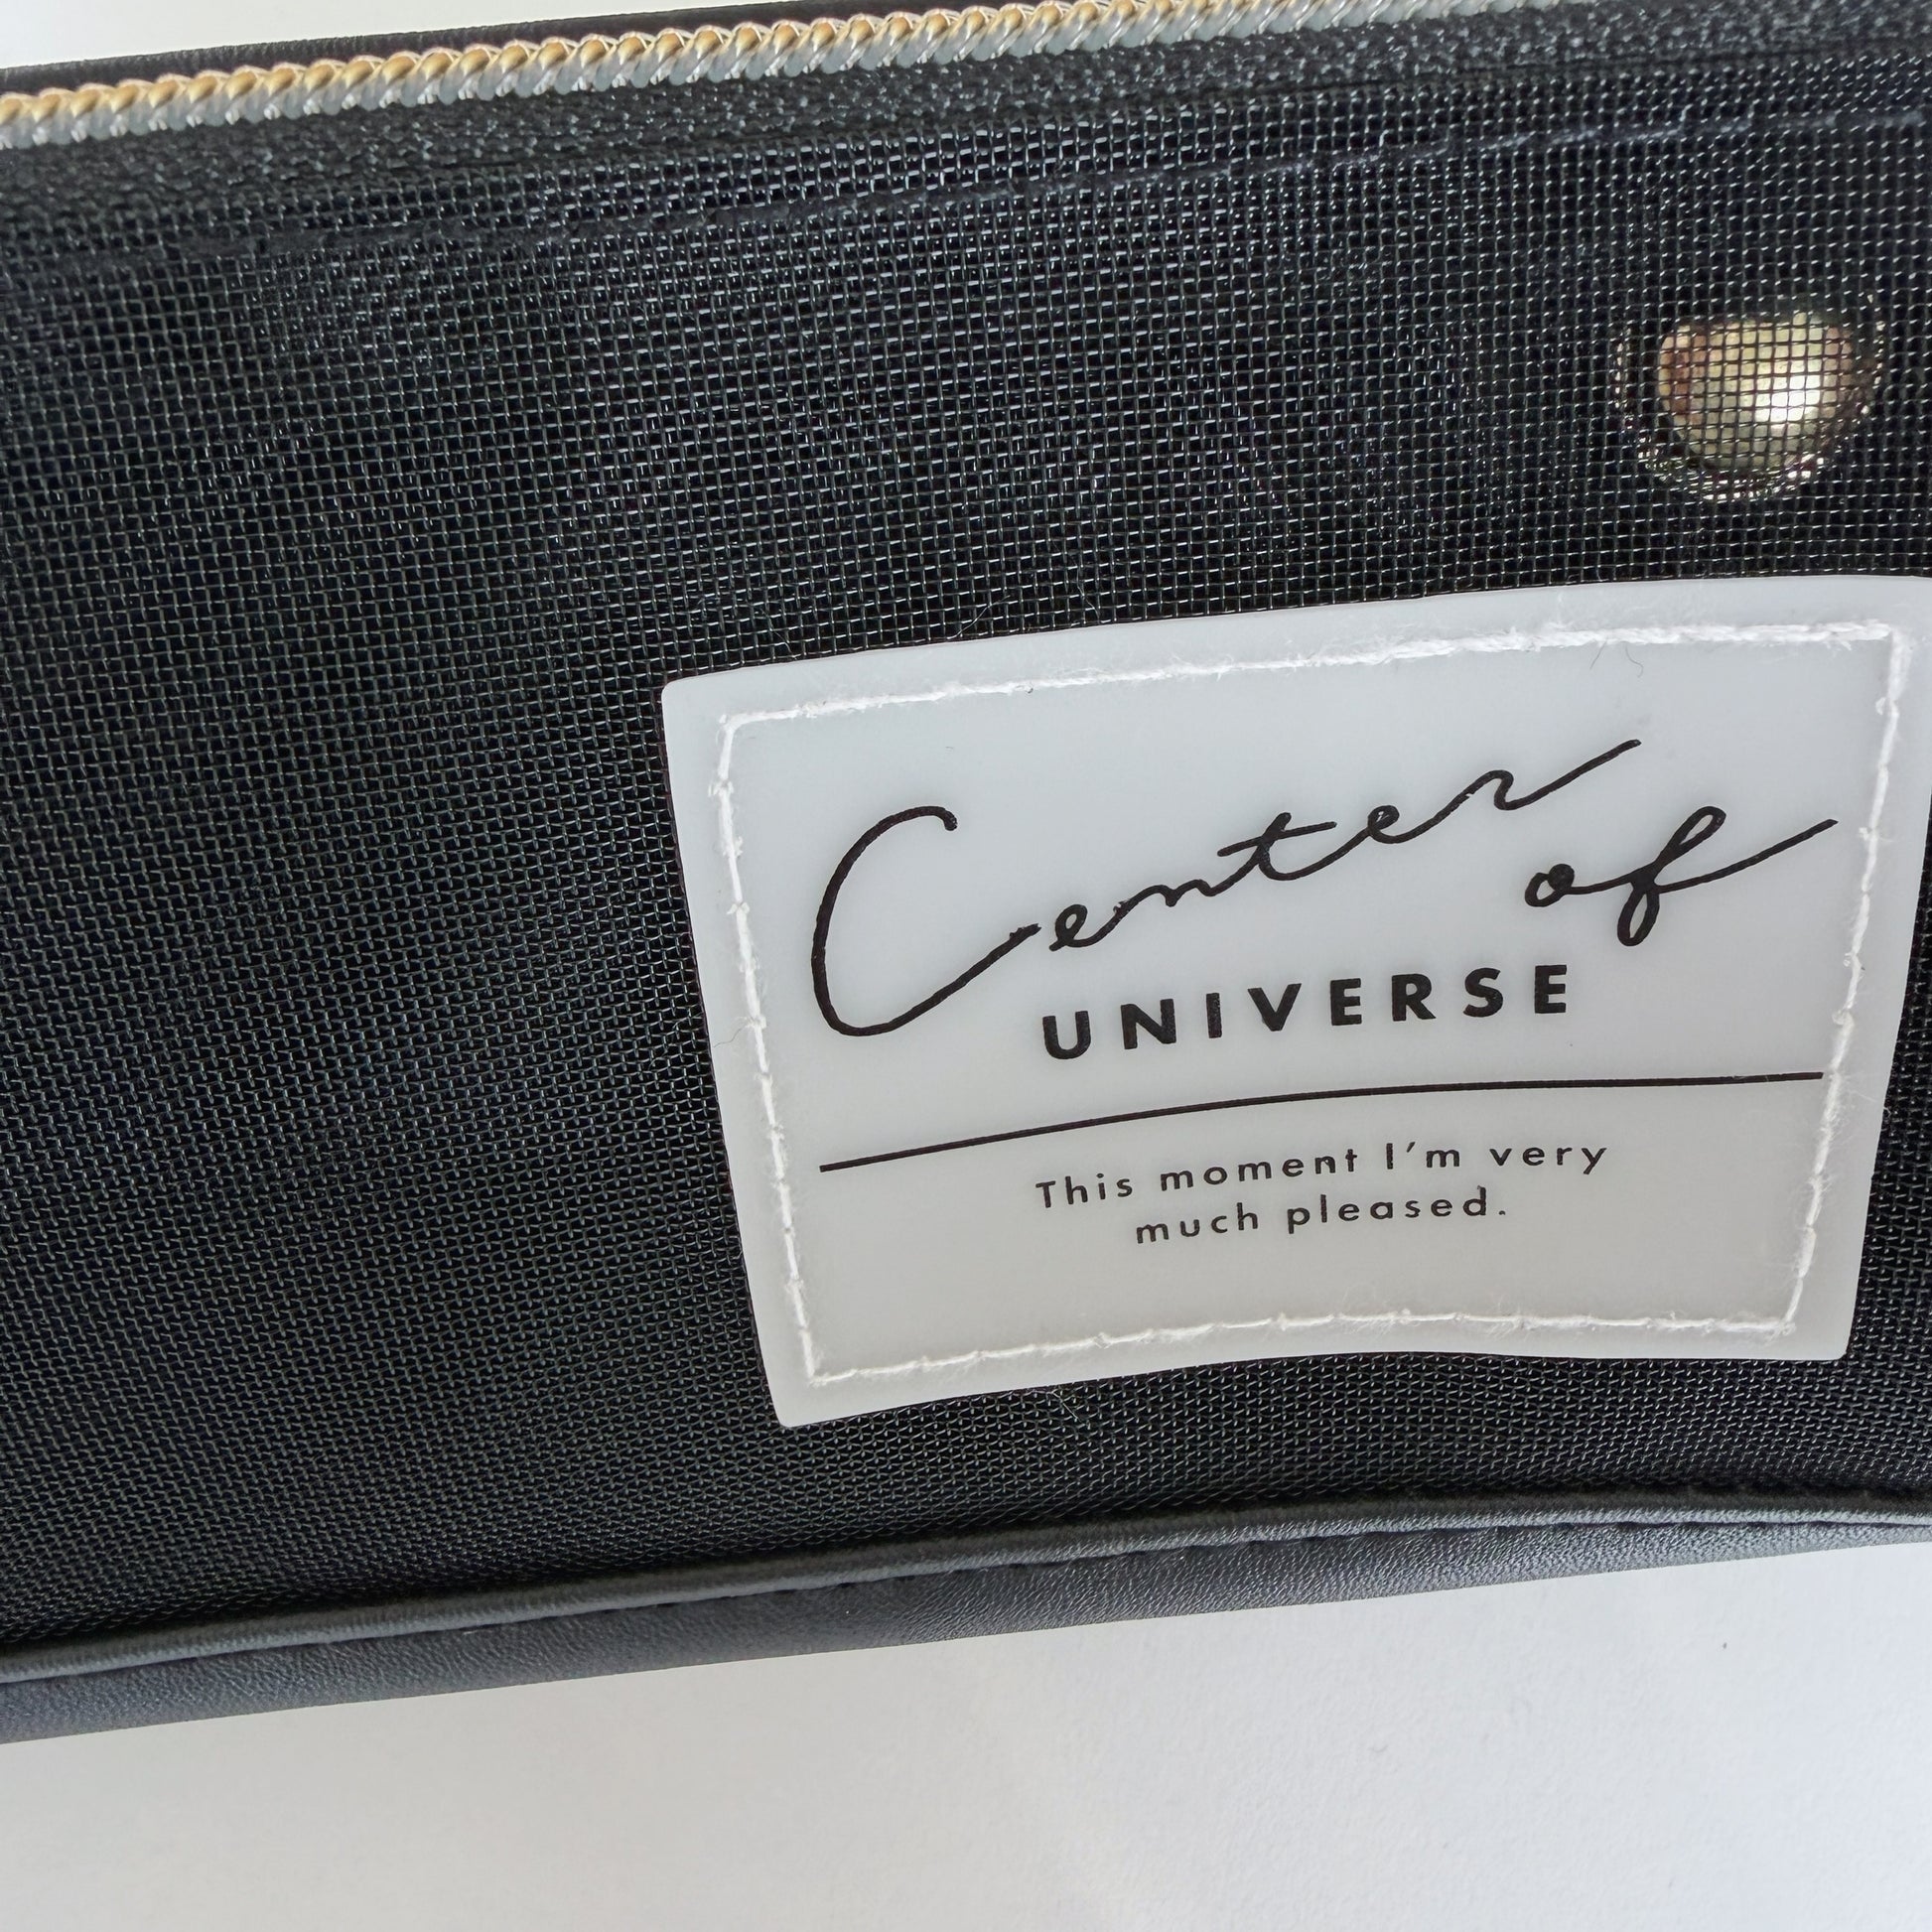 Center
of
UNIVERSE
This moment I'm very
much pleased.